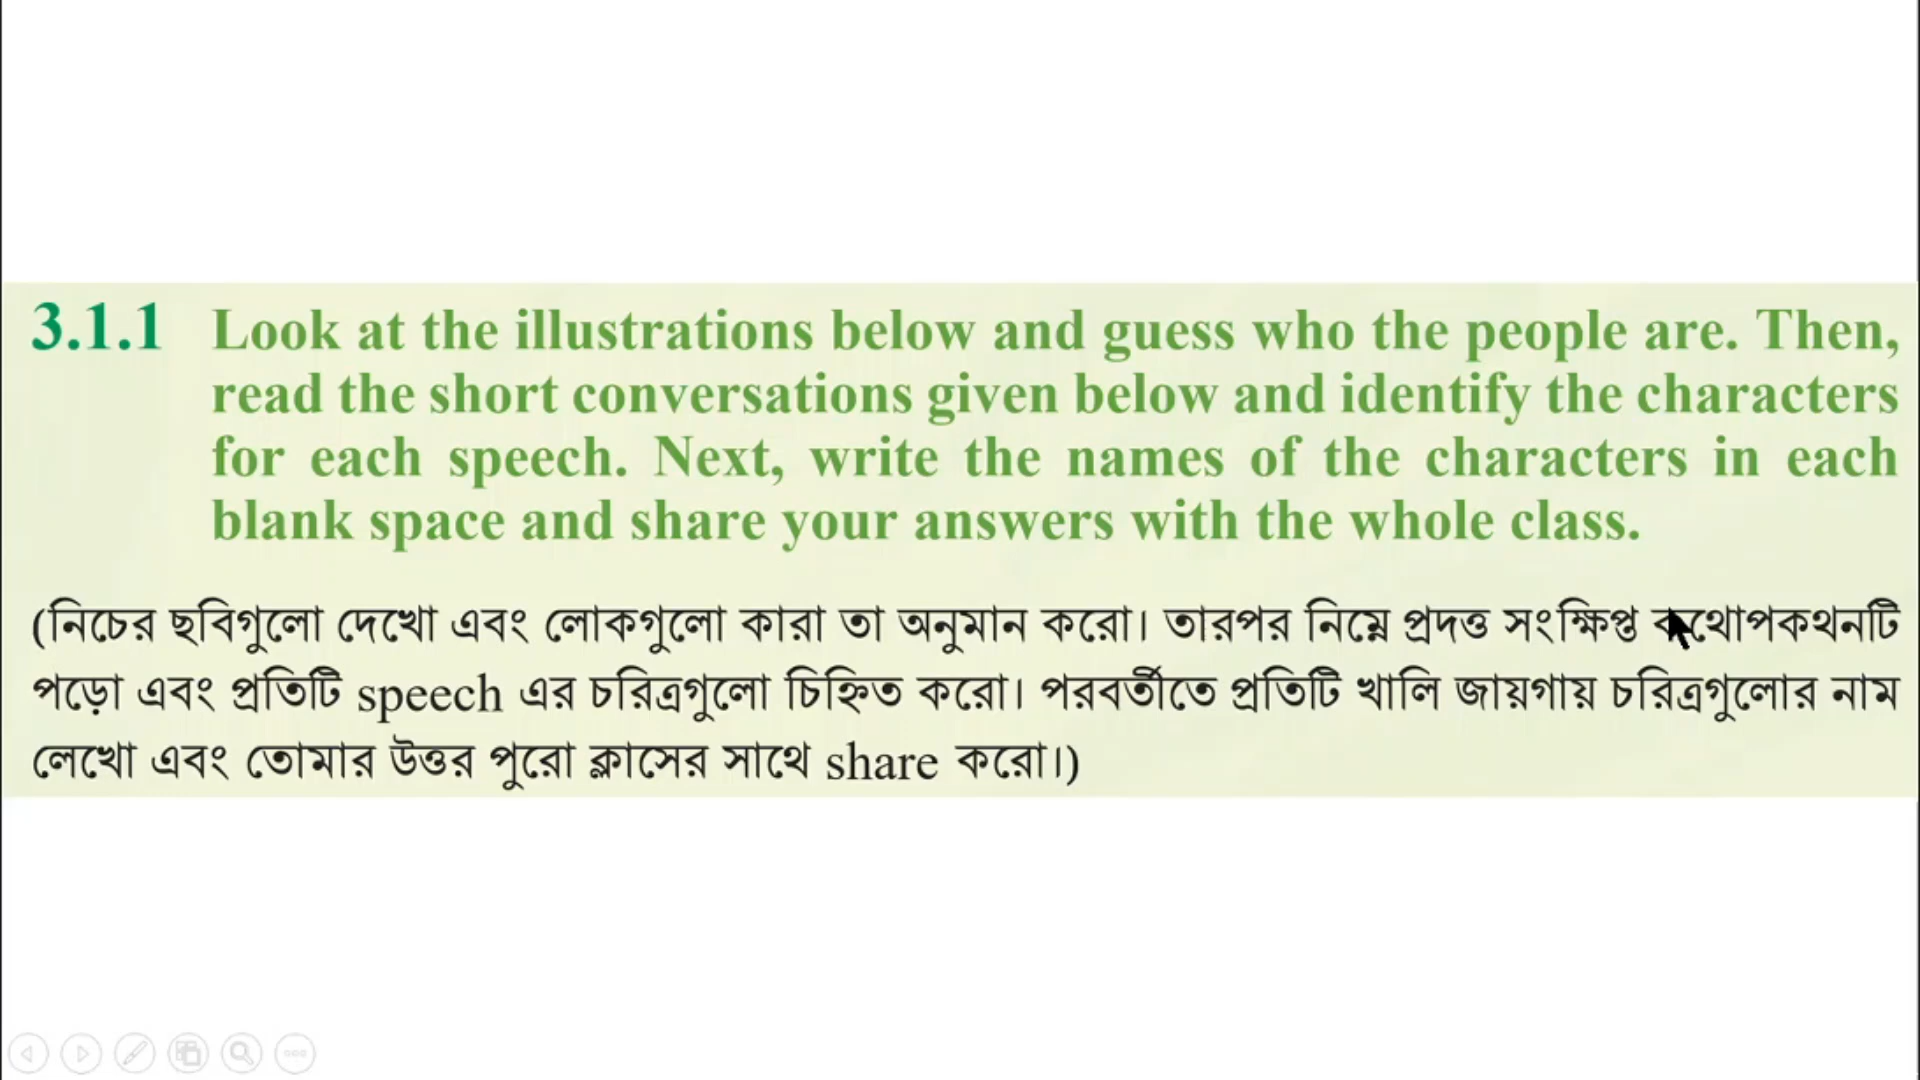 3.1.1 Look at the illustrations below and guess who the people are. Then,
read the short conversations given below and identify the characters
for each speech. Next, write the names of the characters in each
blank space and share your answers with the whole class.
(নিচের ছবিগুলো দেখো এবং লোকগুলো কারা তা অনুমান করো। তারপর নিম্নে প্রদত্ত সংক্ষিপ্ত কথোপকথনটি
পড়ো এবং প্রতিটি speech এর চরিত্রগুলো চিহ্নিত করো। পরবর্তীতে প্রতিটি খালি জায়গায় চরিত্রগুলোর নাম
লেখো এবং তোমার উত্তর পুরো ক্লাসের সাথে share করো।)